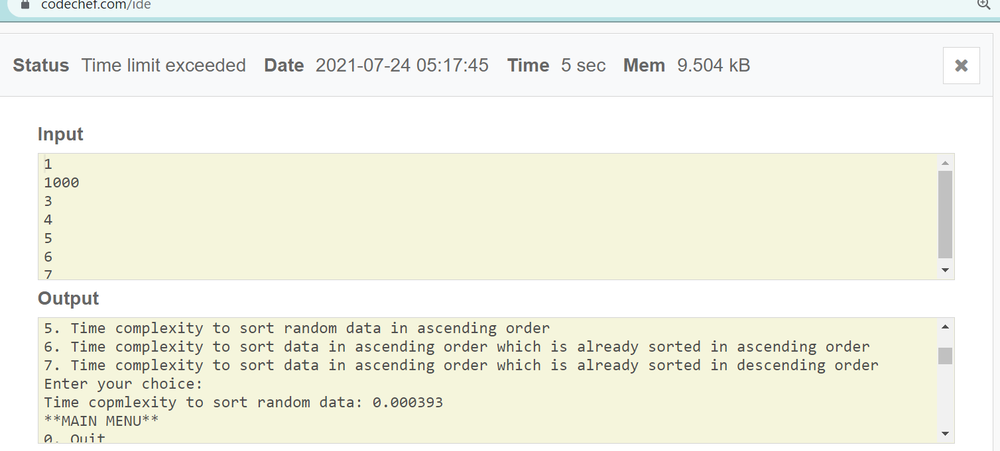 codechef.com/ide
Status Time limit exceeded Date 2021-07-24 05:17:45 Time 5 sec Mem 9.504 kB
Input
1
1000
3
4
5
6
7
Output
5. Time complexity to sort random data in ascending order
6. Time complexity to sort data in ascending order which is already sorted in ascending order
7. Time complexity to sort data in ascending order which is already sorted in descending order
Enter your choice:
Time copmlexity to sort random data: 0.000393
**MAIN MENU**
0. Quit